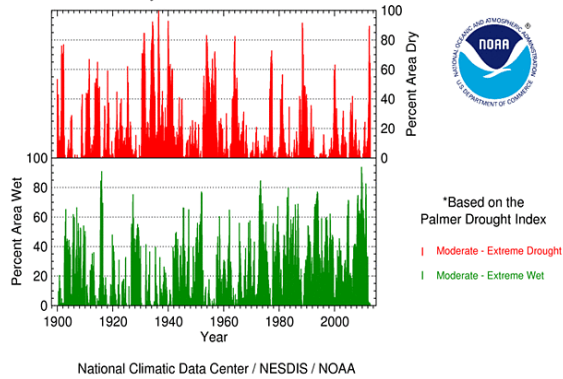 100
80
60
40
20
0
Percent Area Dry
100
80
60
40
20
0
Percent Area Wet
1900 1920 1940 1960 1980 2000
Year
National Climatic Data Center / NESDIS / NOAA
NATIONAL OCEANIC AND ATMOSPHERIC ADMINISTRATION
®
NOAA
U.S. DEPARTMENT OF COMMERCE
*Based on the
Palmer Drought Index
Moderate - Extreme Drought
Moderate - Extreme Wet